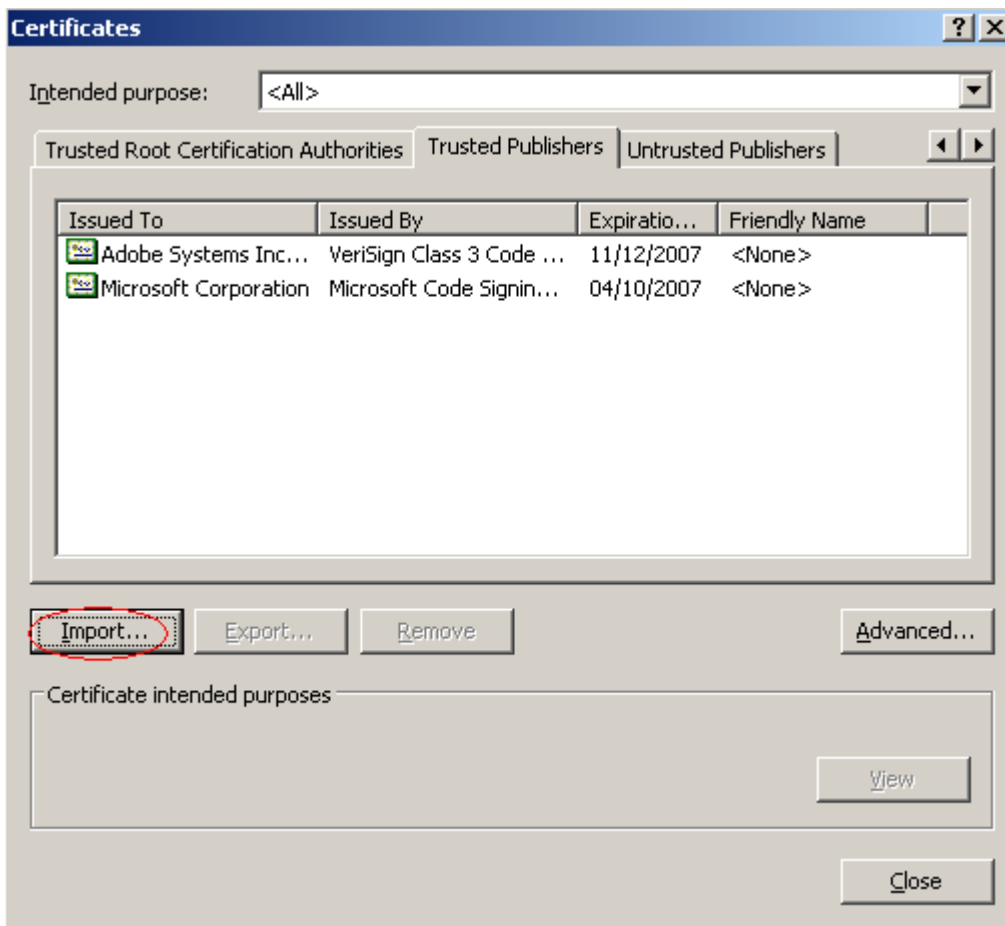 Certificates
Intended purpose: <All>
Trusted Root Certification Authorities Trusted Publishers Untrusted Publishers
Issued To Issued By Expiratio... Friendly Name
Adobe Systems Inc... VeriSign Class 3 Code ... 11/12/2007 <None>
Microsoft Corporation Microsoft Code Signin... 04/10/2007 <None>
Import... Export... Remove Advanced...
Certificate intended purposes
View
Close